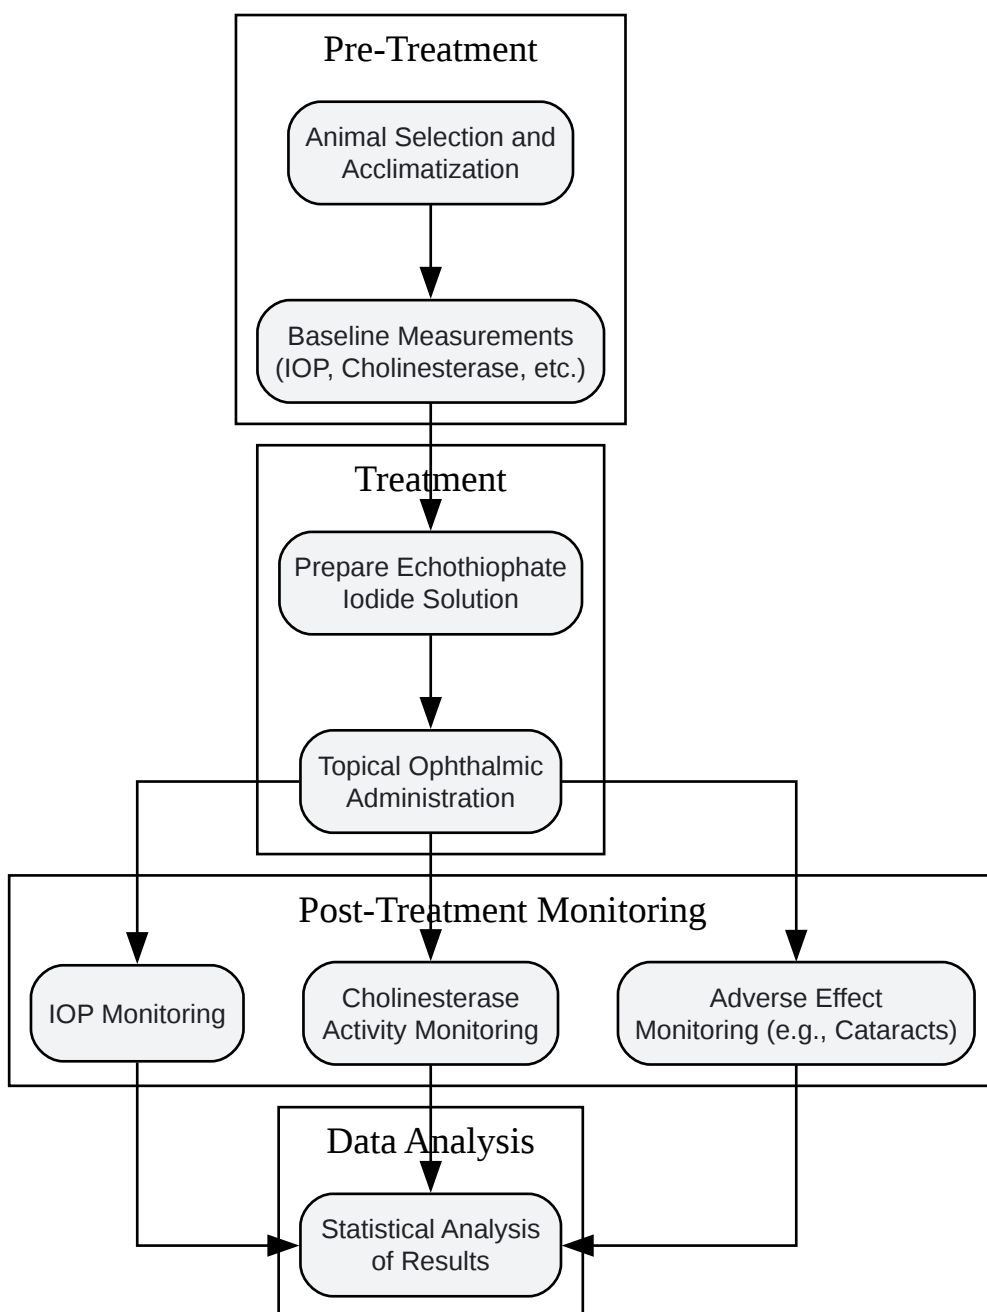 Pre-Treatment
Animal Selection and
Acclimatization
Baseline Measurements
(IOP, Cholinesterase, etc.)
Treatment
Prepare Echothiophate
Iodide Solution
Topical Ophthalmic
Administration
Post-Treatment Monitoring
IOP Monitoring
Cholinesterase
Activity Monitoring
Adverse Effect
Monitoring (e.g., Cataracts)
Data Analysis
Statistical Analysis
of Results